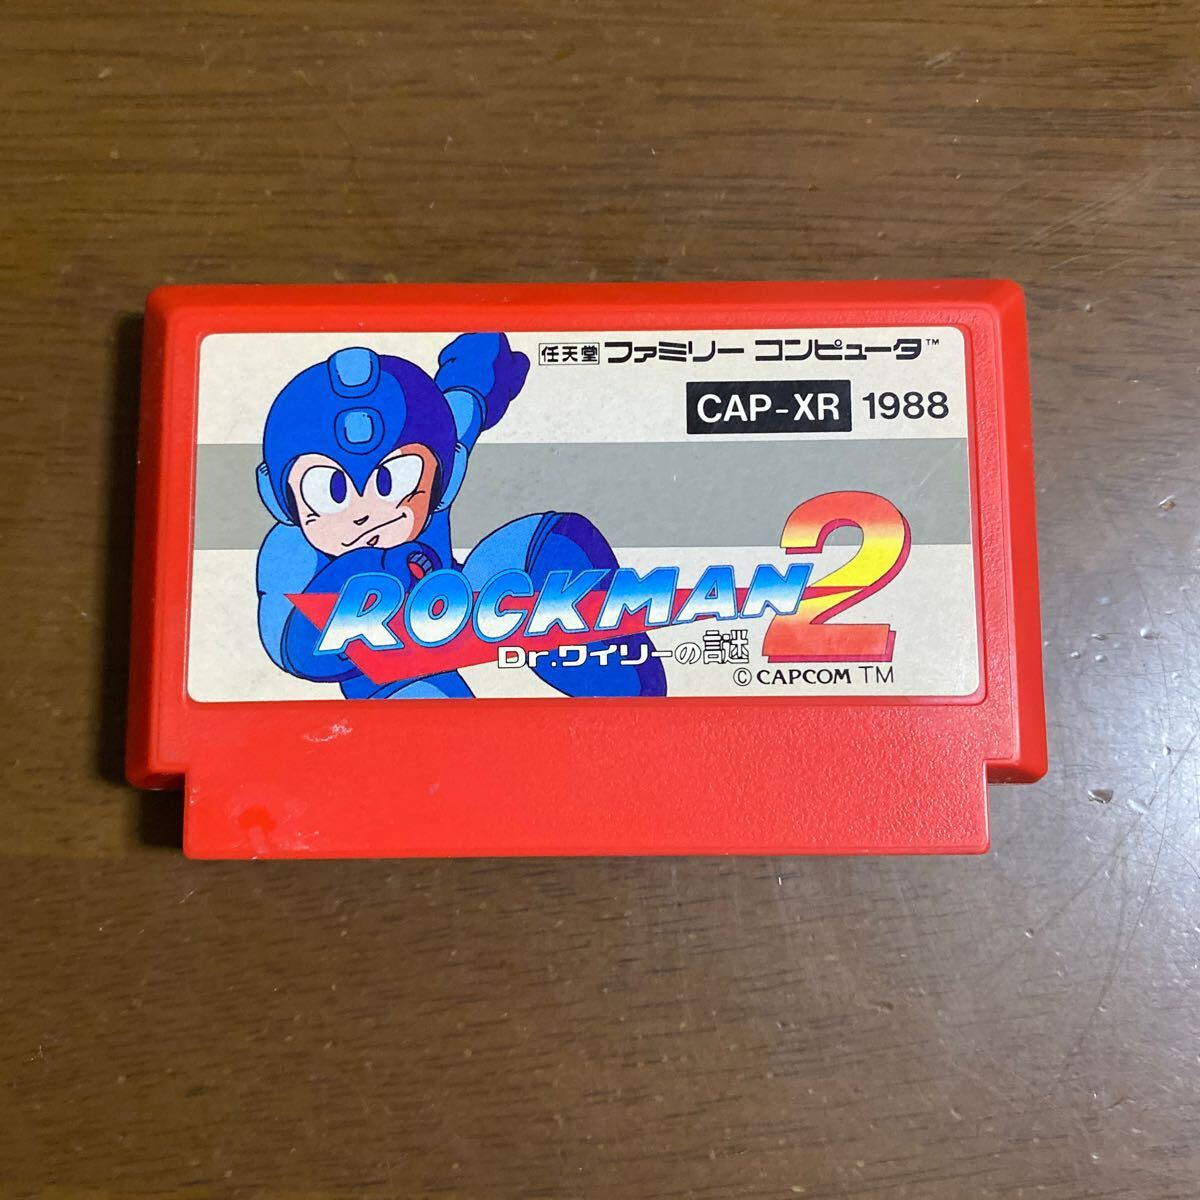 任天堂 ファミリー コンピュータ™
CAP-XR 1988
ROCKMAN 2
Dr.ワイリーの謎
© CAPCOM TM